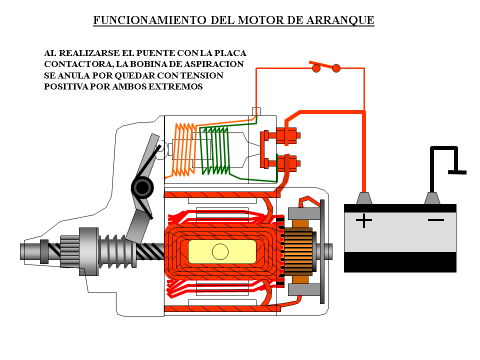 FUNCIONAMIENTO DEL MOTOR DE ARRANQUE
AL REALIZARSE EL PUENTE CON LA PLACA
CONTACTORA, LA BOBINA DE ASPIRACION
SE ANULA POR QUEDAR CON TENSION
POSITIVA POR AMBOS EXTREMOS
+ −